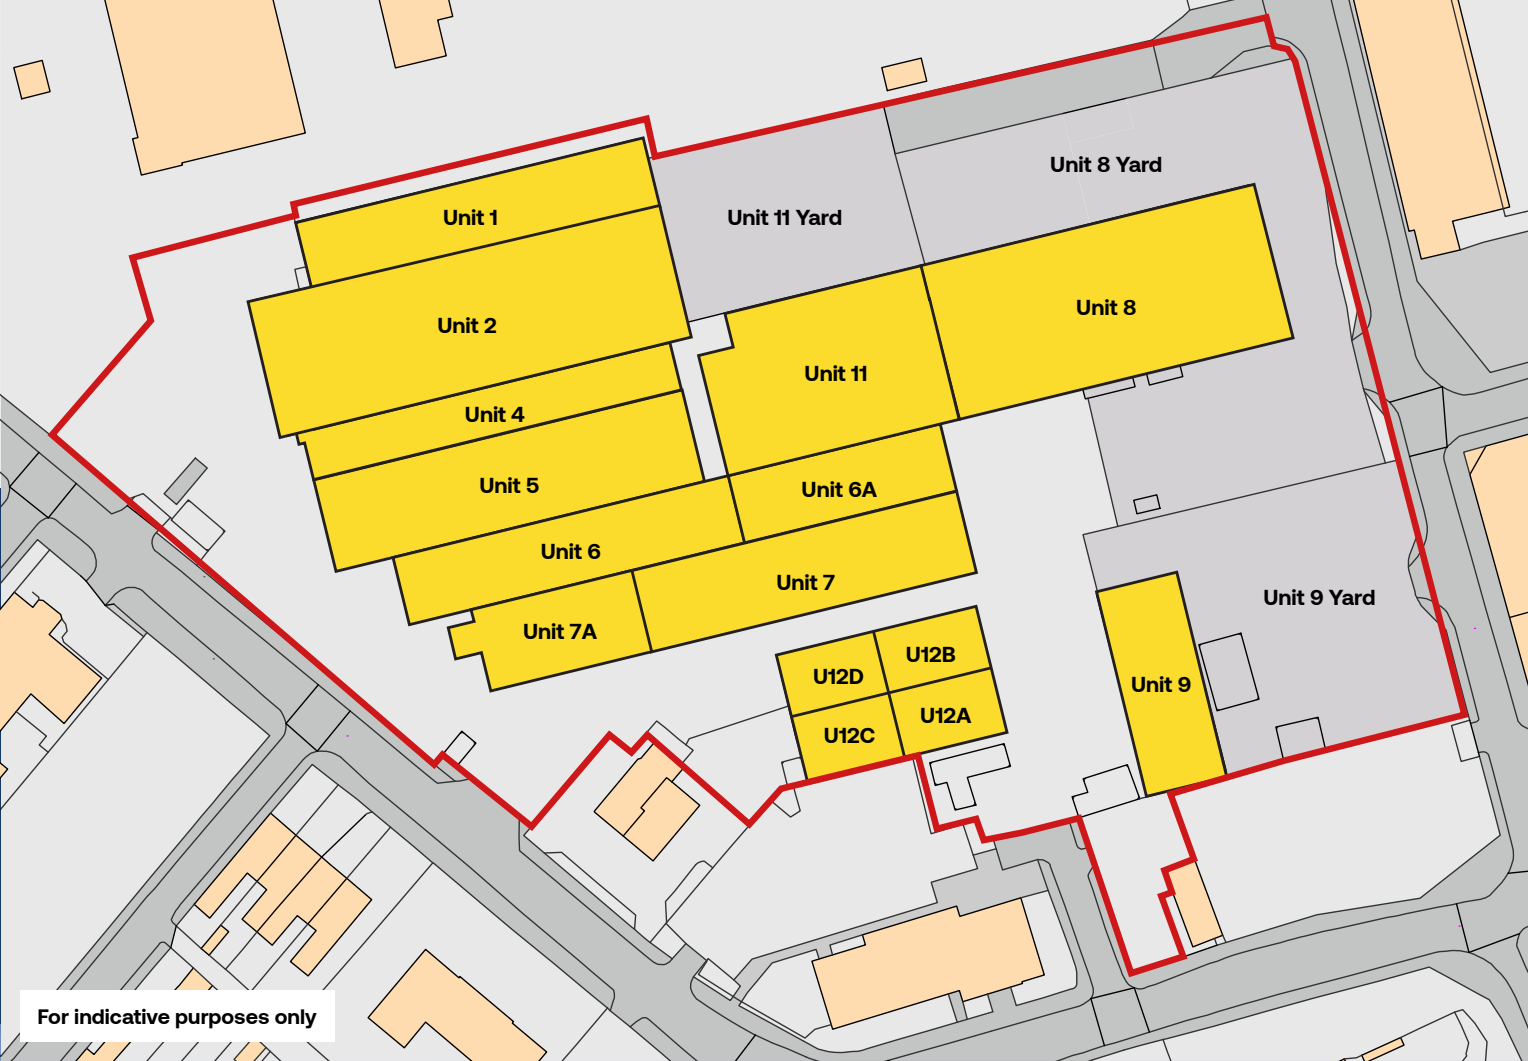 Unit 8 Yard
Unit 1
Unit 11 Yard
Unit 2
Unit 8
Unit 11
Unit 4
Unit 5
Unit 6A
Unit 6
Unit 7
Unit 9 Yard
Unit 7A
U12B
U12D
Unit 9
U12A
U12C
For indicative purposes only